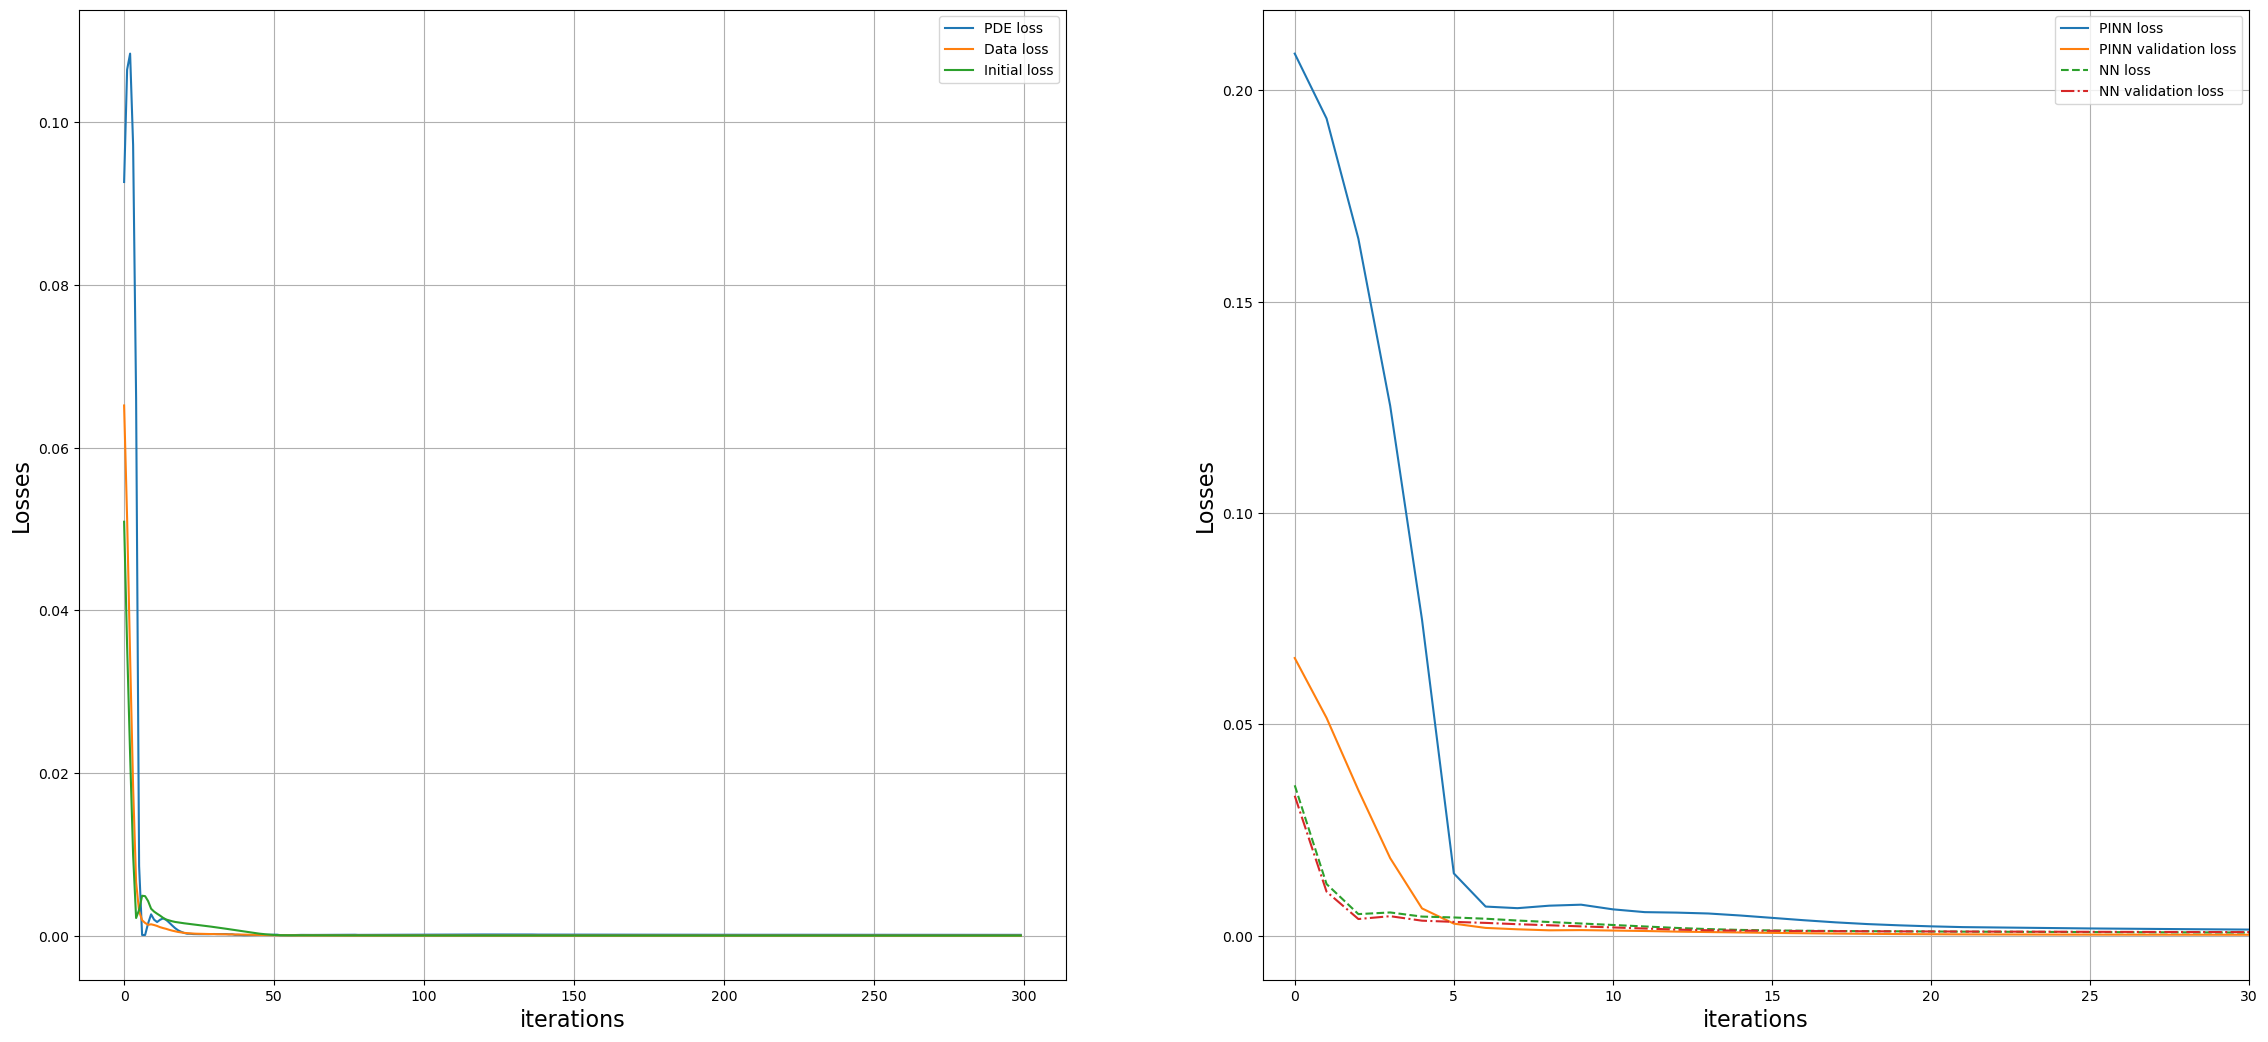 PDE loss
Data loss
Initial loss
0.10
0.08
0.06
0.04
0.02
0.00
Losses
0 50 100 150 200 250 300
iterations
PINN loss
PINN validation loss
NN loss
NN validation loss
0.20
0.15
0.10
0.05
0.00
Losses
0 5 10 15 20 25 30
iterations